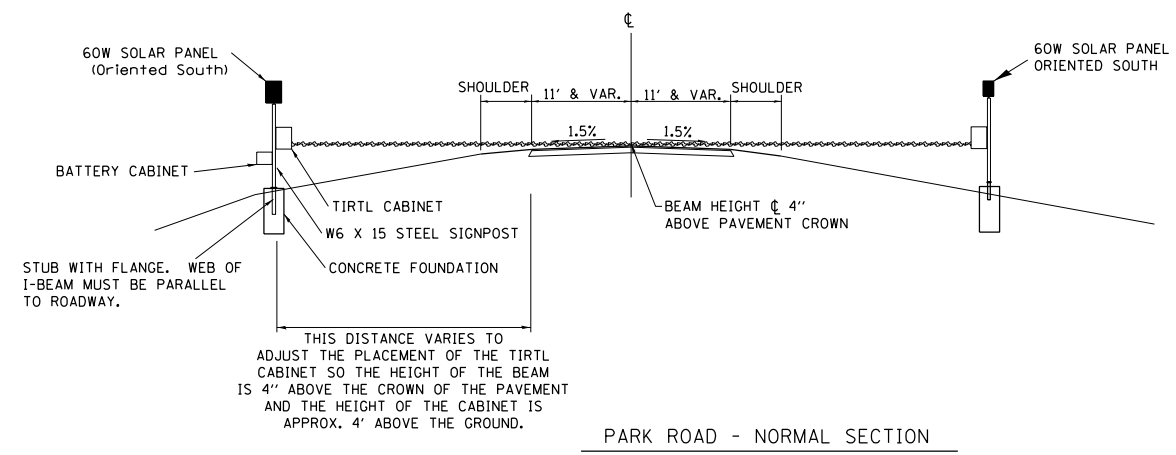 ℄
60W SOLAR PANEL
(Oriented South)
60W SOLAR PANEL
ORIENTED SOUTH
SHOULDER
11' & VAR.
11' & VAR.
SHOULDER
1.5%
1.5%
BATTERY CABINET
TIRTL CABINET
BEAM HEIGHT ℄ 4''
ABOVE PAVEMENT CROWN
W6 X 15 STEEL SIGNPOST
STUB WITH FLANGE. WEB OF
I-BEAM MUST BE PARALLEL
TO ROADWAY.
CONCRETE FOUNDATION
THIS DISTANCE VARIES TO
ADJUST THE PLACEMENT OF THE TIRTL
CABINET SO THE HEIGHT OF THE BEAM
IS 4'' ABOVE THE CROWN OF THE PAVEMENT
AND THE HEIGHT OF THE CABINET IS
APPROX. 4' ABOVE THE GROUND.
PARK ROAD - NORMAL SECTION